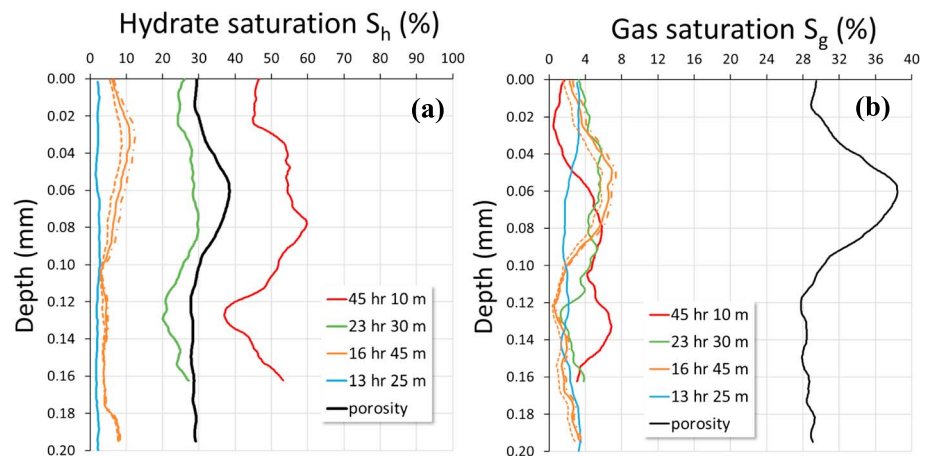 Hydrate saturation Sh (%)
0 10 20 30 40 50 60 70 80 90 100
(a)
Depth (mm)
0.00
0.02
0.04
0.06
0.08
0.10
0.12
0.14
0.16
0.18
0.20
45 hr 10 m
23 hr 30 m
16 hr 45 m
13 hr 25 m
porosity
Gas saturation Sg (%)
0 4 8 12 16 20 24 28 32 36 40
(b)
Depth (mm)
0.00
0.02
0.04
0.06
0.08
0.10
0.12
0.14
0.16
0.18
0.20
45 hr 10 m
23 hr 30 m
16 hr 45 m
13 hr 25 m
porosity